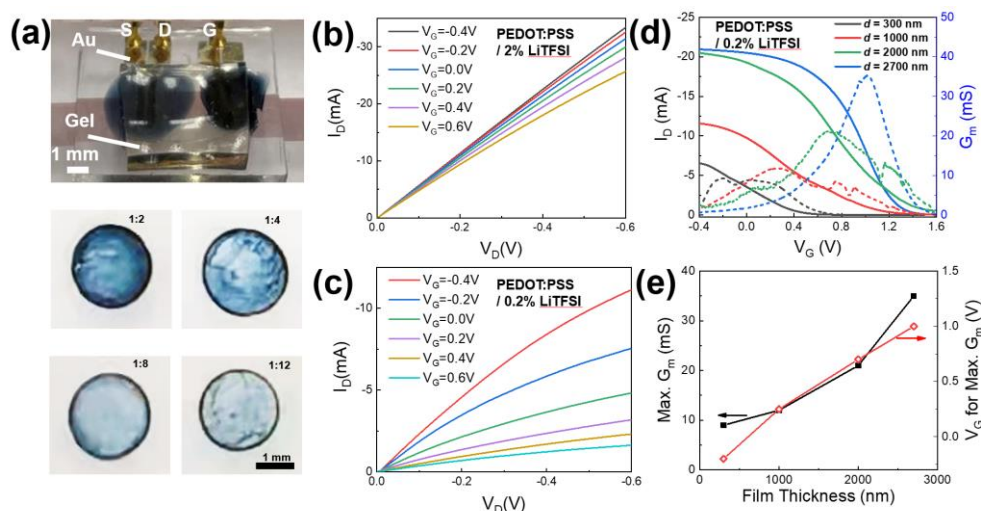 (a)
S D G
Au
Gel
1 mm
1:2
1:4
1:8
1:12
1 mm
(b)
V_G=-0.4V
V_G=-0.2V
V_G=0.0V
V_G=0.2V
V_G=0.4V
V_G=0.6V
PEDOT:PSS
/ 2% LiTFSI
I_D(mA)
-30
-20
-10
0
0.0 -0.2 -0.4 -0.6
V_D(V)
(c)
V_G=-0.4V
V_G=-0.2V
V_G=0.0V
V_G=0.2V
V_G=0.4V
V_G=0.6V
PEDOT:PSS
/ 0.2% LiTFSI
I_D(mA)
-10
-5
0
0.0 -0.2 -0.4 -0.6
V_D(V)
(d)
PEDOT:PSS
/ 0.2% LiTFSI
d = 300 nm
d = 1000 nm
d = 2000 nm
d = 2700 nm
I_D (mA)
-25
-20
-15
-10
-5
0
-0.4 0.0 0.4 0.8 1.2 1.6
V_G (V)
50
40
30
20
10
0
G_m (mS)
(e)
Max. G_m (mS)
40
30
20
10
0
0 1000 2000 3000
Film Thickness (nm)
1.5
1.0
0.5
0.0
V_G for Max. G_m (V)